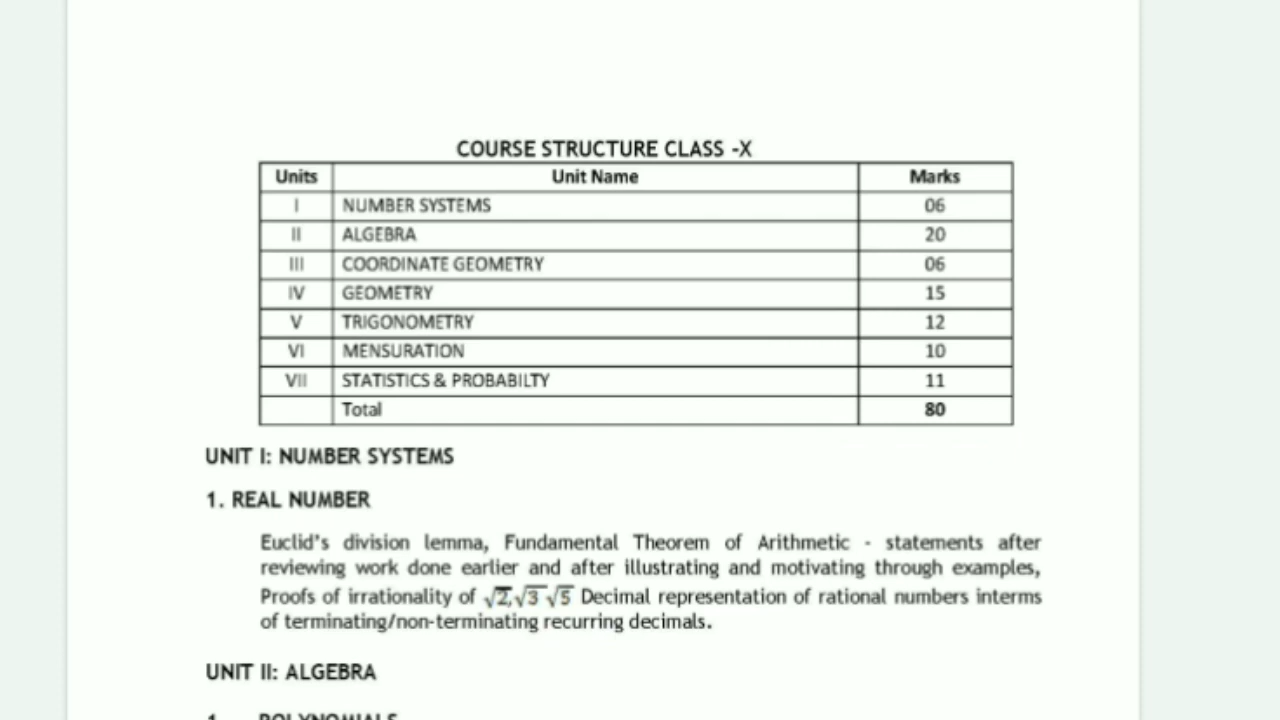 COURSE STRUCTURE CLASS -X
Units Unit Name Marks
I NUMBER SYSTEMS 06
II ALGEBRA 20
III COORDINATE GEOMETRY 06
IV GEOMETRY 15
V TRIGONOMETRY 12
VI MENSURATION 10
VII STATISTICS & PROBABILTY 11
Total 80
UNIT I: NUMBER SYSTEMS
1. REAL NUMBER
Euclid's division lemma, Fundamental Theorem of Arithmetic - statements after
reviewing work done earlier and after illustrating and motivating through examples,
Proofs of irrationality of √2,√3 √5 Decimal representation of rational numbers interms
of terminating/non-terminating recurring decimals.
UNIT II: ALGEBRA
1. POLYNOMIALS